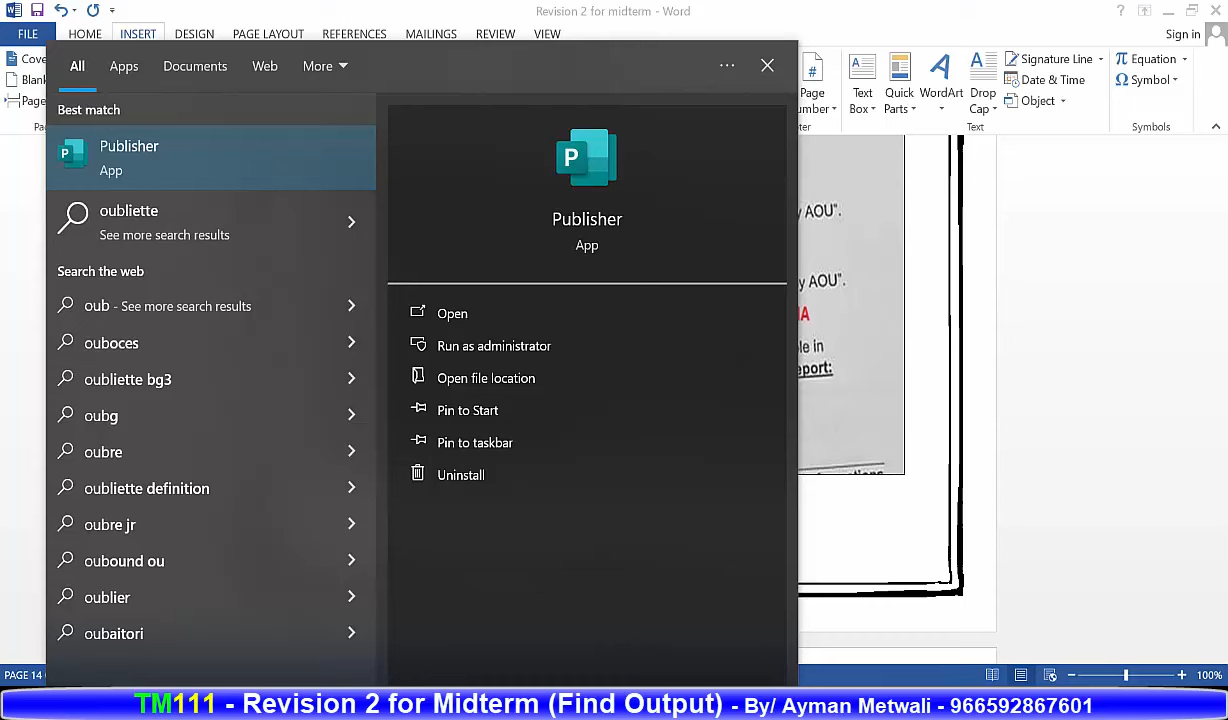 Revision 2 for midterm - Word
FILE HOME INSERT DESIGN PAGE LAYOUT REFERENCES MAILINGS REVIEW VIEW Sign in
All Apps Documents Web More
Best match
Publisher
App
oubliette
See more search results
Search the web
oub - See more search results
ouboces
oubliette bg3
oubg
oubre
oubliette definition
oubre jr
oubound ou
oublier
oubaitori
Publisher
App
Open
Run as administrator
Open file location
Pin to Start
Pin to taskbar
Uninstall
Cove
Blank
Page
Page
Text
Box
Quick
Parts
WordArt
Drop
Cap
Signature Line
Date & Time
Object
Text
Equation
Symbol
Symbols
y AOU".
y AOU".
le in
eport:
PAGE 14
100%
TM111 - Revision 2 for Midterm (Find Output) - By/ Ayman Metwali - 966592867601